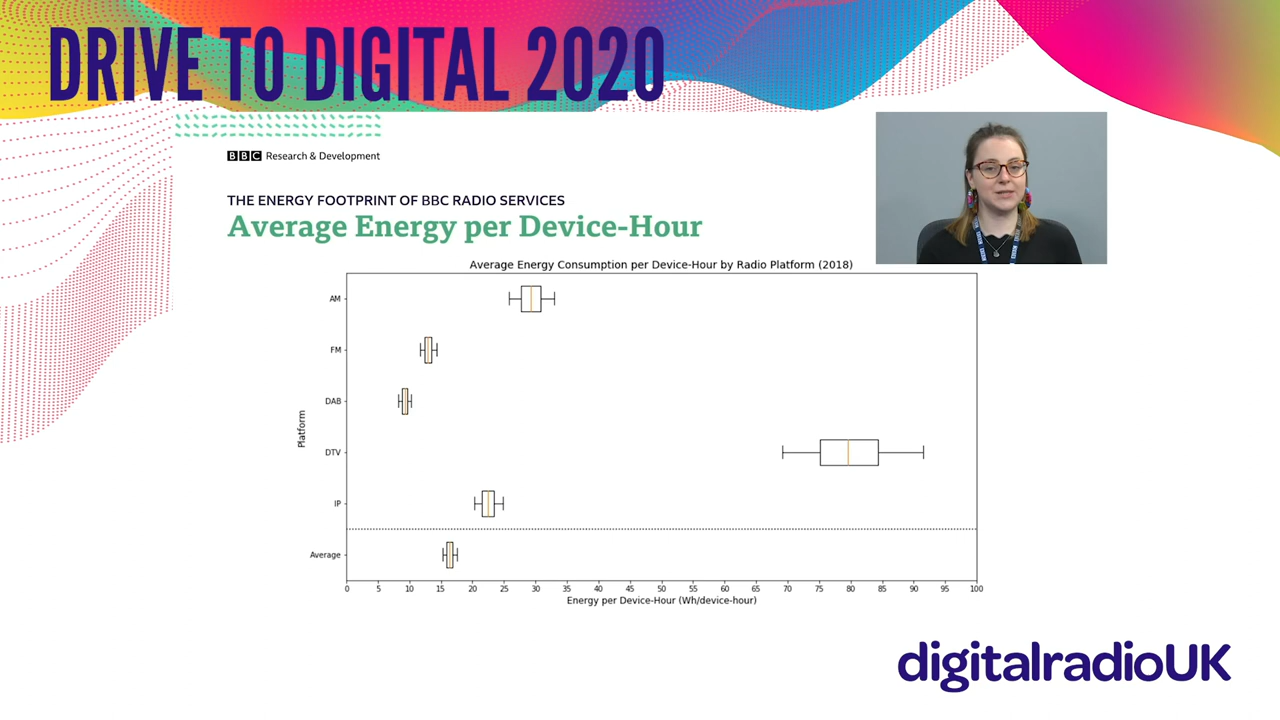 DRIVE TO DIGITAL 2020
BBC Research & Development
THE ENERGY FOOTPRINT OF BBC RADIO SERVICES
Average Energy per Device-Hour
Average Energy Consumption per Device-Hour by Radio Platform (2018)
AM
FM
DAB
DTV
IP
Average
Platform
0 5 10 15 20 25 30 35 40 45 50 55 60 65 70 75 80 85 90 95 100
Energy per Device-Hour (Wh/device-hour)
digitalradioUK